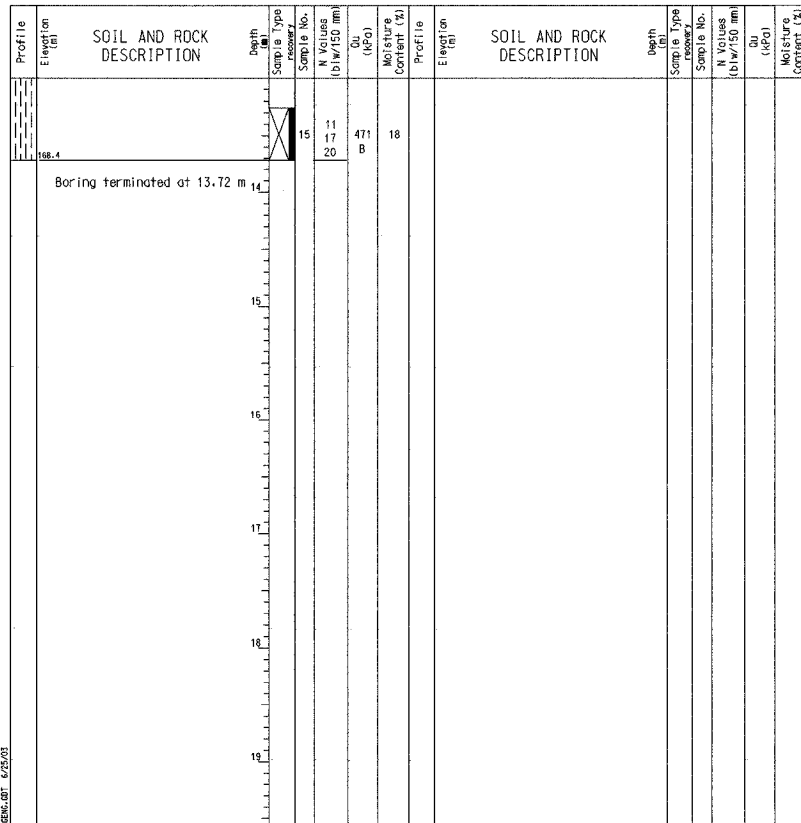 Profile
Elevation (m)
SOIL AND ROCK DESCRIPTION
Depth (m)
Sample Type recovery
Sample No.
N Values (blw/150 mm)
Qu (kPa)
Moisture Content (%)
Profile
Elevation (m)
SOIL AND ROCK DESCRIPTION
Depth (m)
Sample Type recovery
Sample No.
N Values (blw/150 mm)
Qu (kPa)
Moisture Content (%)
15
11
17
20
471
B
18
168.4
Boring terminated at 13.72 m
14
15
16
17
18
19
GENG.GDT 6/25/03